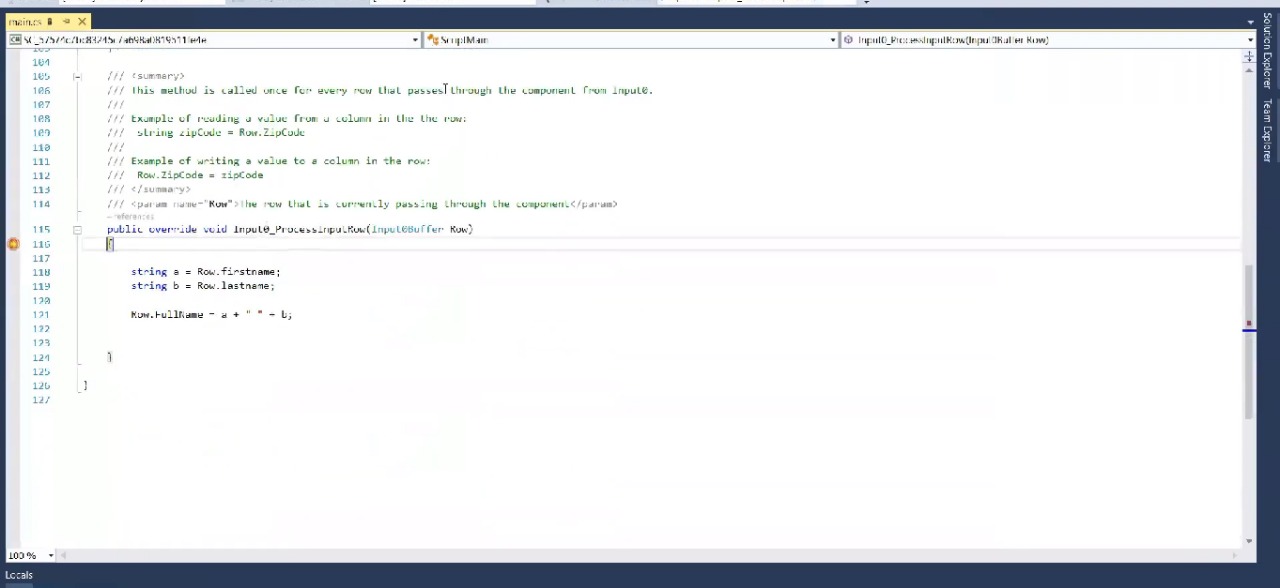 main.cs
ScriptMain
Input0_ProcessInputRow(Input0Buffer Row)
Solution Explorer
Team Explorer
104
105 /// <summary>
106 /// This method is called once for every row that passes through the component from Input0.
107 ///
108 /// Example of reading a value from a column in the the row:
109 /// string zipCode = Row.ZipCode
110 ///
111 /// Example of writing a value to a column in the row:
112 /// Row.ZipCode = zipCode
113 /// </summary>
114 /// <param name="Row">The row that is currently passing through the component</param>
references
115 public override void Input0_ProcessInputRow(Input0Buffer Row)
116 {
117
118 string a = Row.firstname;
119 string b = Row.lastname;
120
121 Row.FullName = a + " " + b;
122
123
124 }
125
126 }
127
100 %
Locals